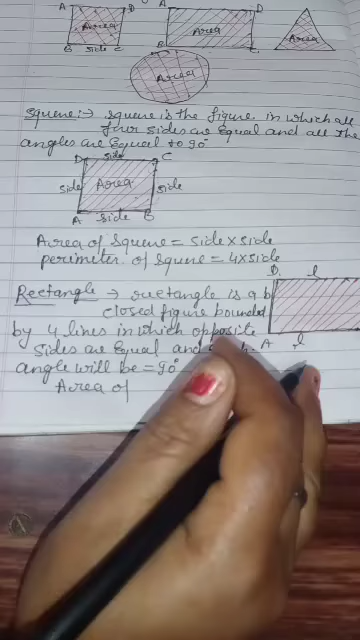 A D A D
Area Area Area
B side C B
Area
Square :→ square is the figure in which all
four sides are Equal and all the
angles are Equal to 90°
D side C
side Area side
A side B
Area of Square = side × side
perimeter of Square = 4×side
D l
Rectangle → rectangle is a
closed figure bounded
by 4 lines in which opposite
sides are Equal and A l
angle will be = 90°
Area of